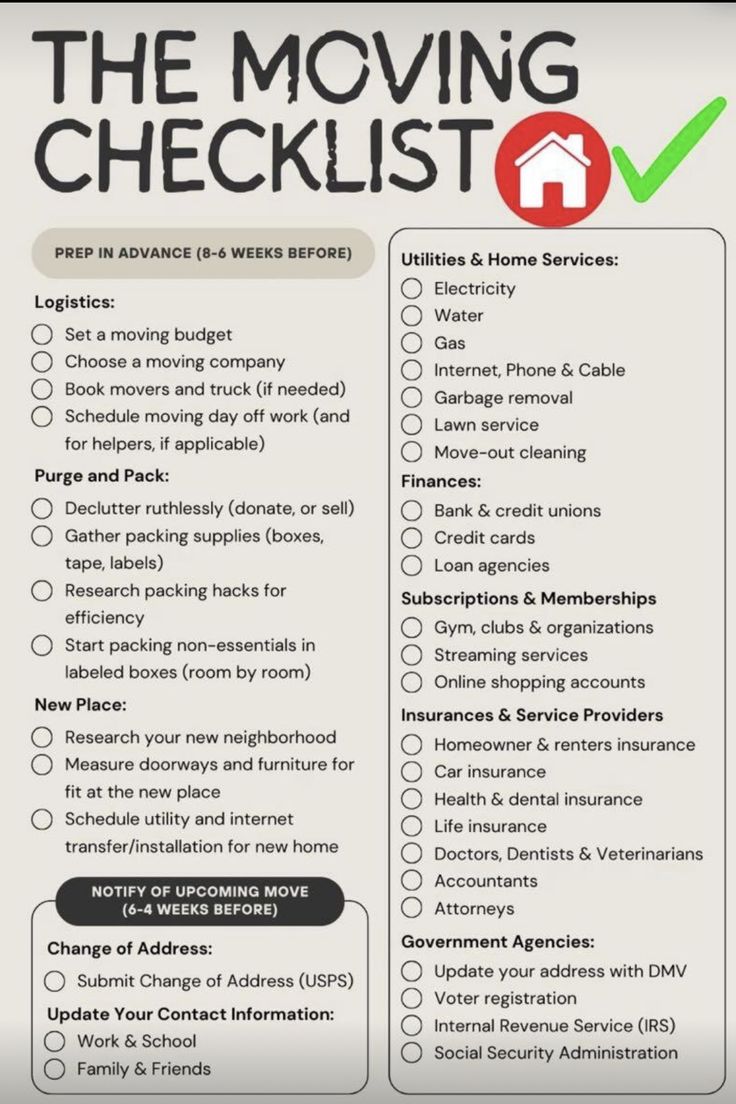 THE MOVING
CHECKLIST
PREP IN ADVANCE (8-6 WEEKS BEFORE)
Logistics:
Set a moving budget
Choose a moving company
Book movers and truck (if needed)
Schedule moving day off work (and
for helpers, if applicable)
Purge and Pack:
Declutter ruthlessly (donate, or sell)
Gather packing supplies (boxes,
tape, labels)
Research packing hacks for
efficiency
Start packing non-essentials in
labeled boxes (room by room)
New Place:
Research your new neighborhood
Measure doorways and furniture for
fit at the new place
Schedule utility and internet
transfer/installation for new home
NOTIFY OF UPCOMING MOVE
(6-4 WEEKS BEFORE)
Change of Address:
Submit Change of Address (USPS)
Update Your Contact Information:
Work & School
Family & Friends
Utilities & Home Services:
Electricity
Water
Gas
Internet, Phone & Cable
Garbage removal
Lawn service
Move-out cleaning
Finances:
Bank & credit unions
Credit cards
Loan agencies
Subscriptions & Memberships
Gym, clubs & organizations
Streaming services
Online shopping accounts
Insurances & Service Providers
Homeowner & renters insurance
Car insurance
Health & dental insurance
Life insurance
Doctors, Dentists & Veterinarians
Accountants
Attorneys
Government Agencies:
Update your address with DMV
Voter registration
Internal Revenue Service (IRS)
Social Security Administration